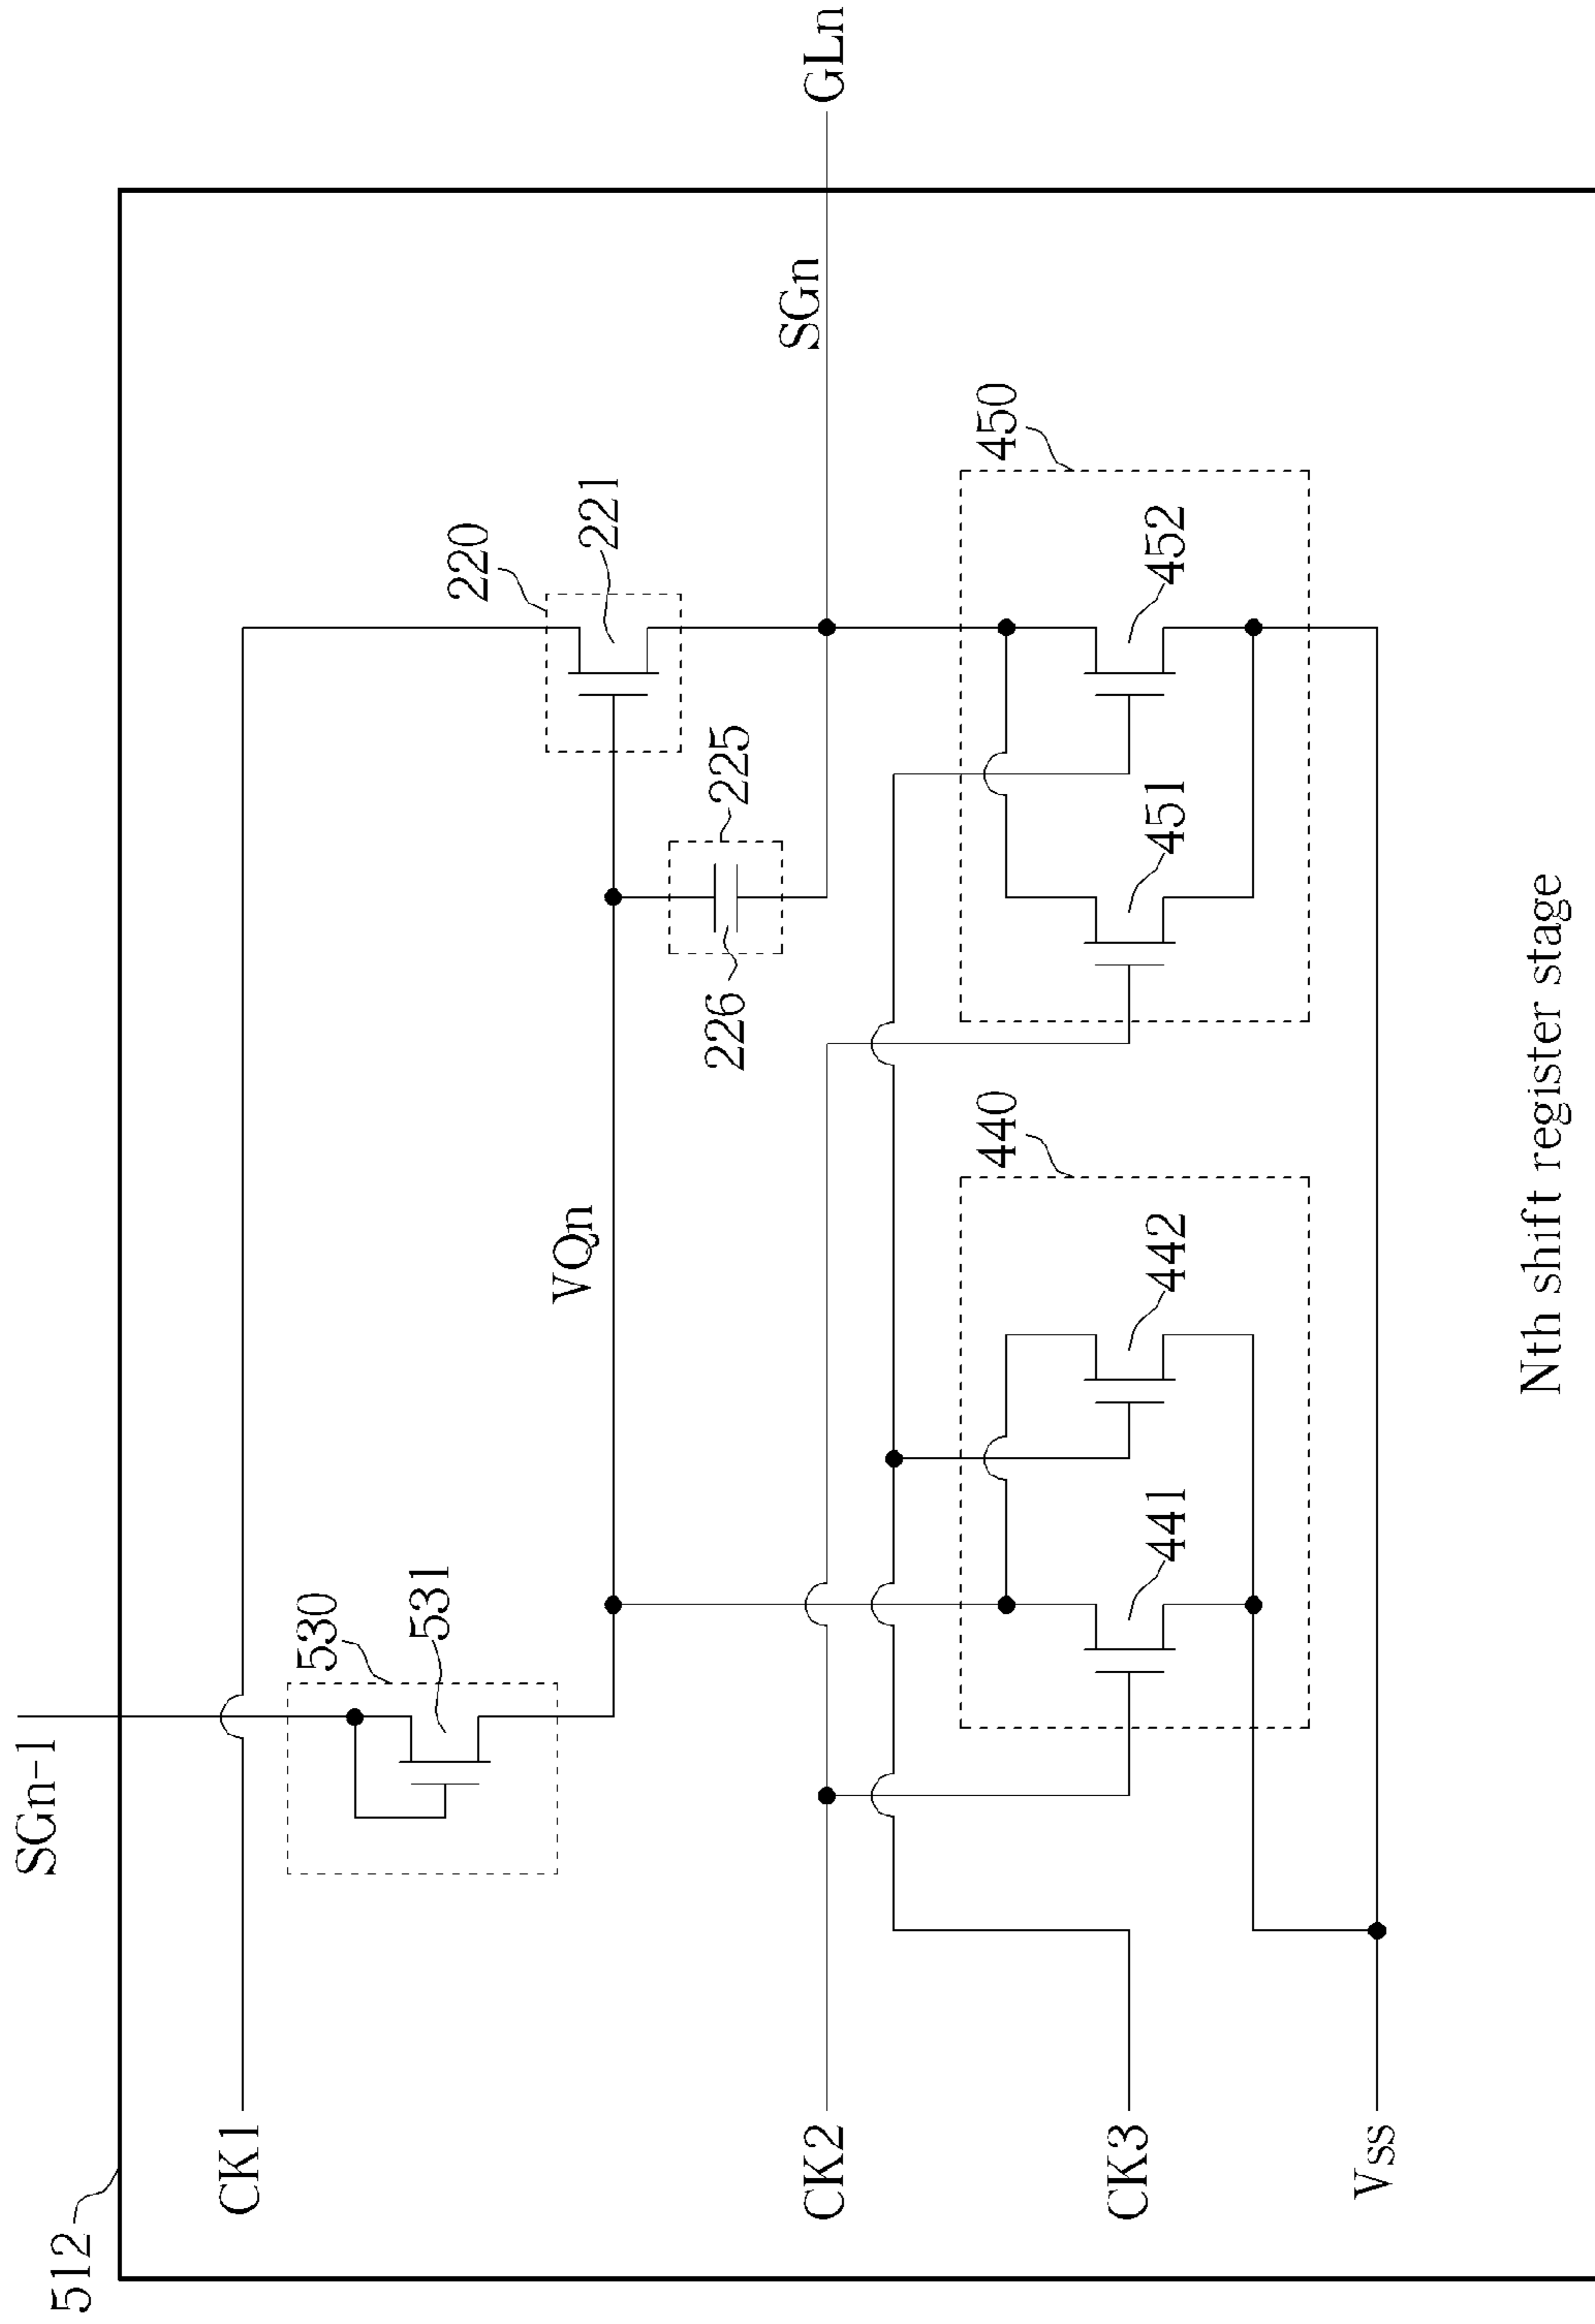 512
SGn-1
CK1
530
531
VQn
220
221
225
226
SGn
GLn
CK2
CK3
440
441
442
450
451
452
Vss
Nth shift register stage